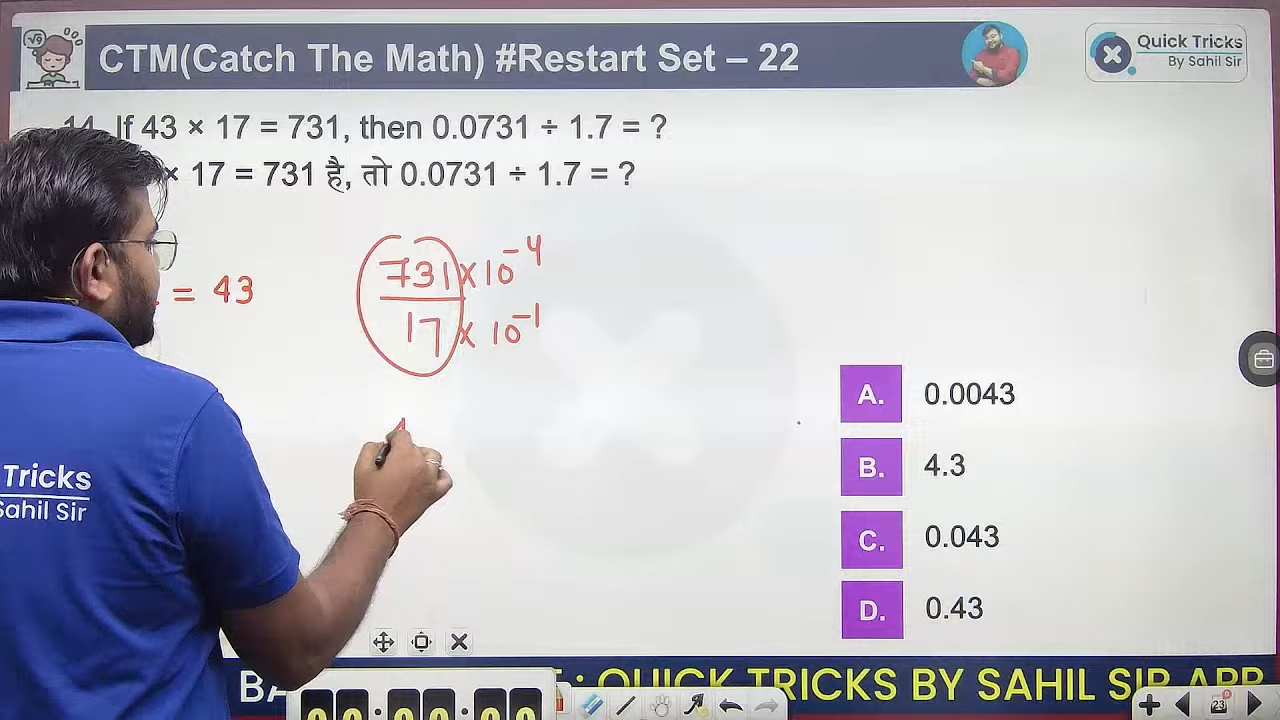 CTM(Catch The Math) #Restart Set – 22
Quick Tricks
By Sahil Sir
14. If 43 × 17 = 731, then 0.0731 ÷ 1.7 = ?
× 17 = 731 है, तो 0.0731 ÷ 1.7 = ?
= 43
731 × 10⁻⁴
17 × 10⁻¹
A. 0.0043
B. 4.3
C. 0.043
D. 0.43
Tricks
Sahil Sir
: QUICK TRICKS BY SAHIL SIR APP
23